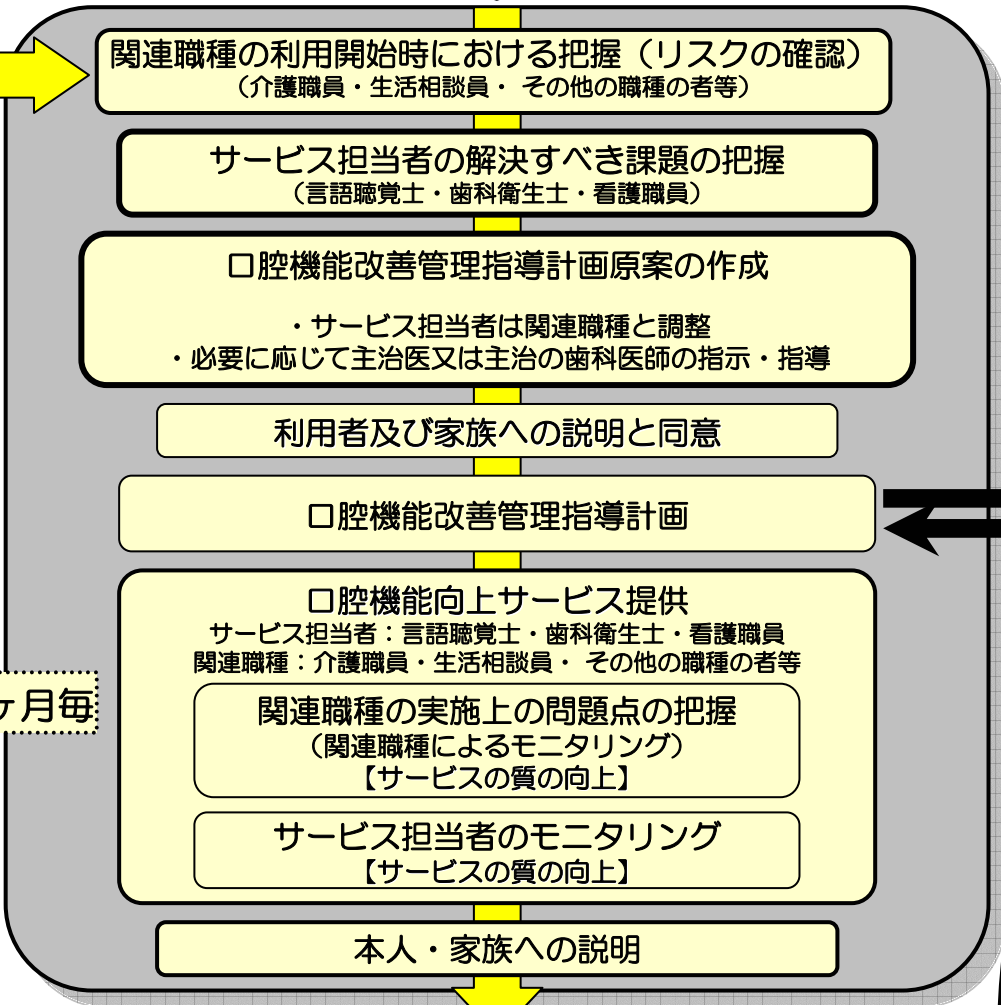 関連職種の利用開始時における把握（リスクの確認）
（介護職員・生活相談員・ その他の職種の者等）
サービス担当者の解決すべき課題の把握
（言語聴覚士・歯科衛生士・看護職員）
口腔機能改善管理指導計画原案の作成
・サービス担当者は関連職種と調整
・必要に応じて主治医又は主治の歯科医師の指示・指導
利用者及び家族への説明と同意
口腔機能改善管理指導計画
口腔機能向上サービス提供
サービス担当者：言語聴覚士・歯科衛生士・看護職員
関連職種：介護職員・生活相談員・ その他の職種の者等
ヶ月毎
関連職種の実施上の問題点の把握
（関連職種によるモニタリング）
【サービスの質の向上】
サービス担当者のモニタリング
【サービスの質の向上】
本人・家族への説明